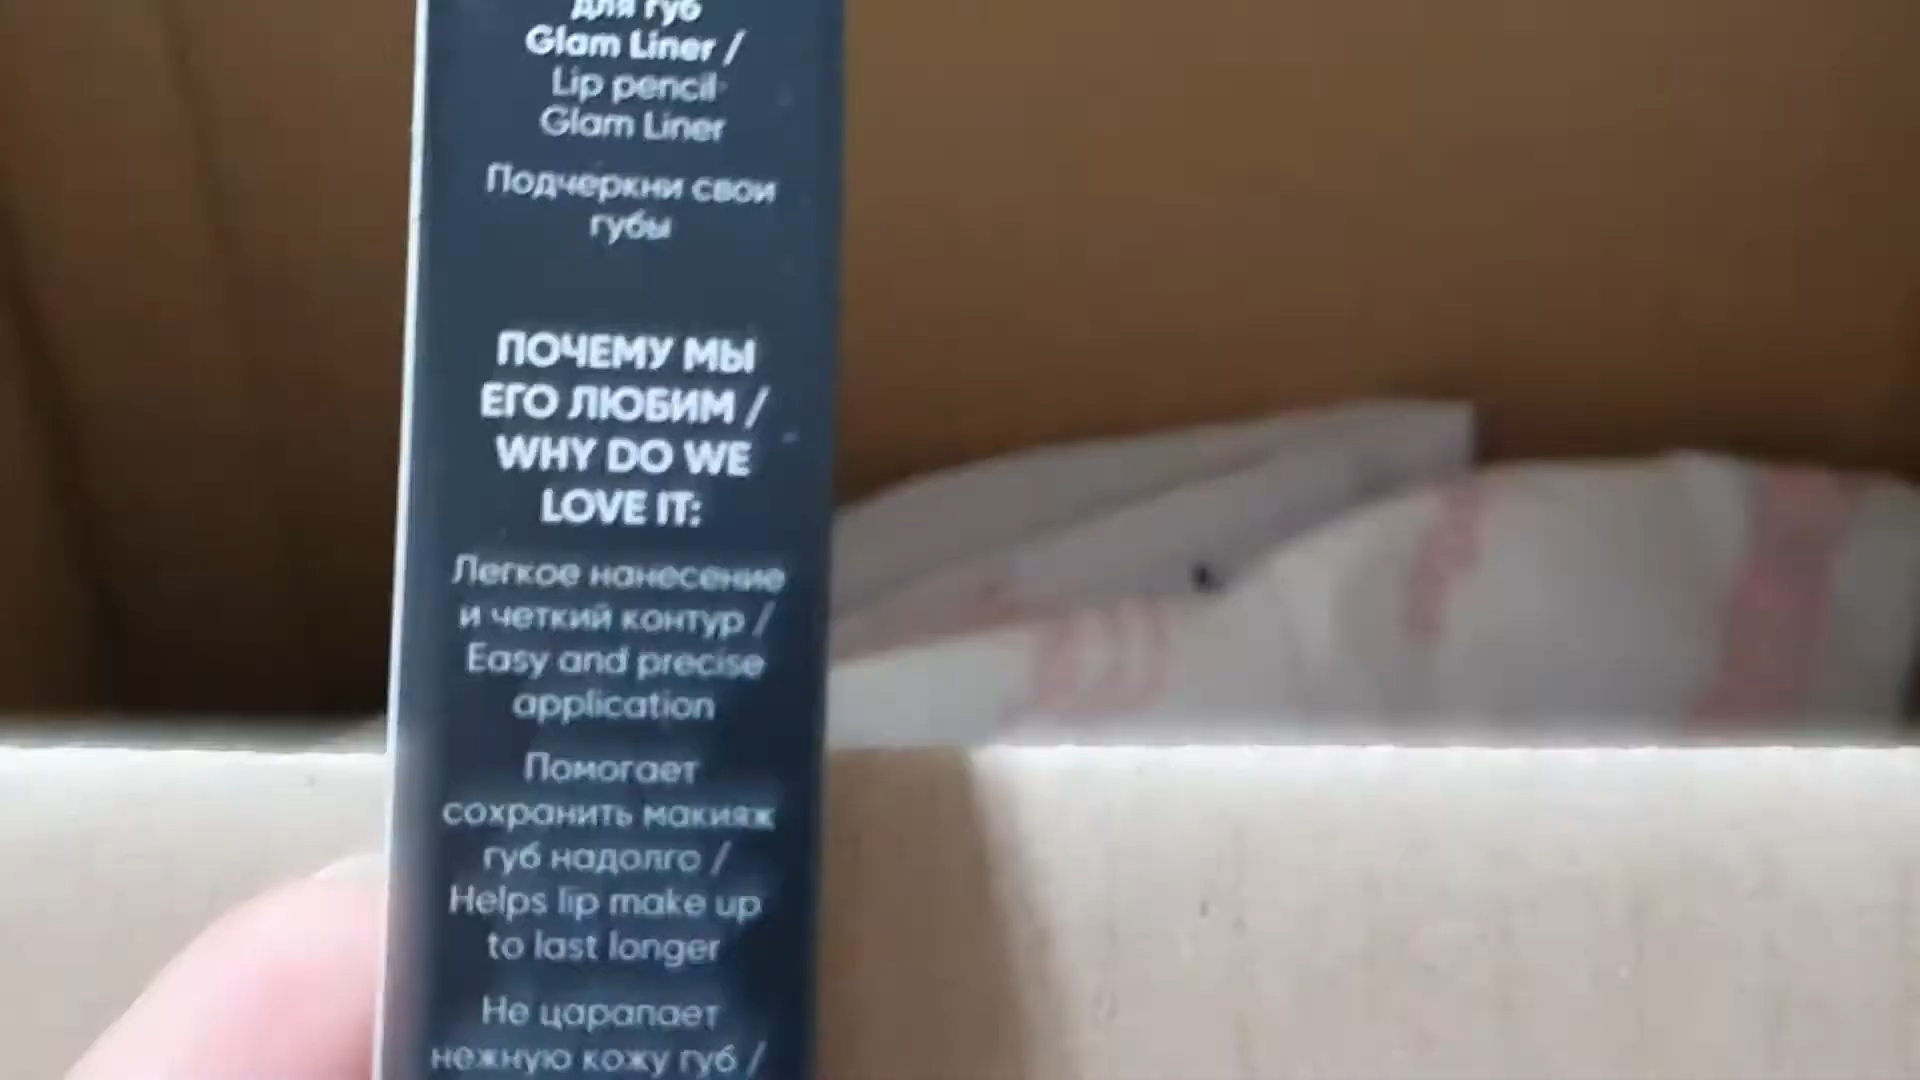 для губ
Glam Liner /
Lip pencil
Glam Liner
Подчеркни свои
губы
ПОЧЕМУ МЫ
ЕГО ЛЮБИМ /
WHY DO WE
LOVE IT:
Легкое нанесение
и четкий контур /
Easy and precise
application
Помогает
сохранить макияж
губ надолго /
Helps lip make up
to last longer
Не царапает
нежную кожу губ /